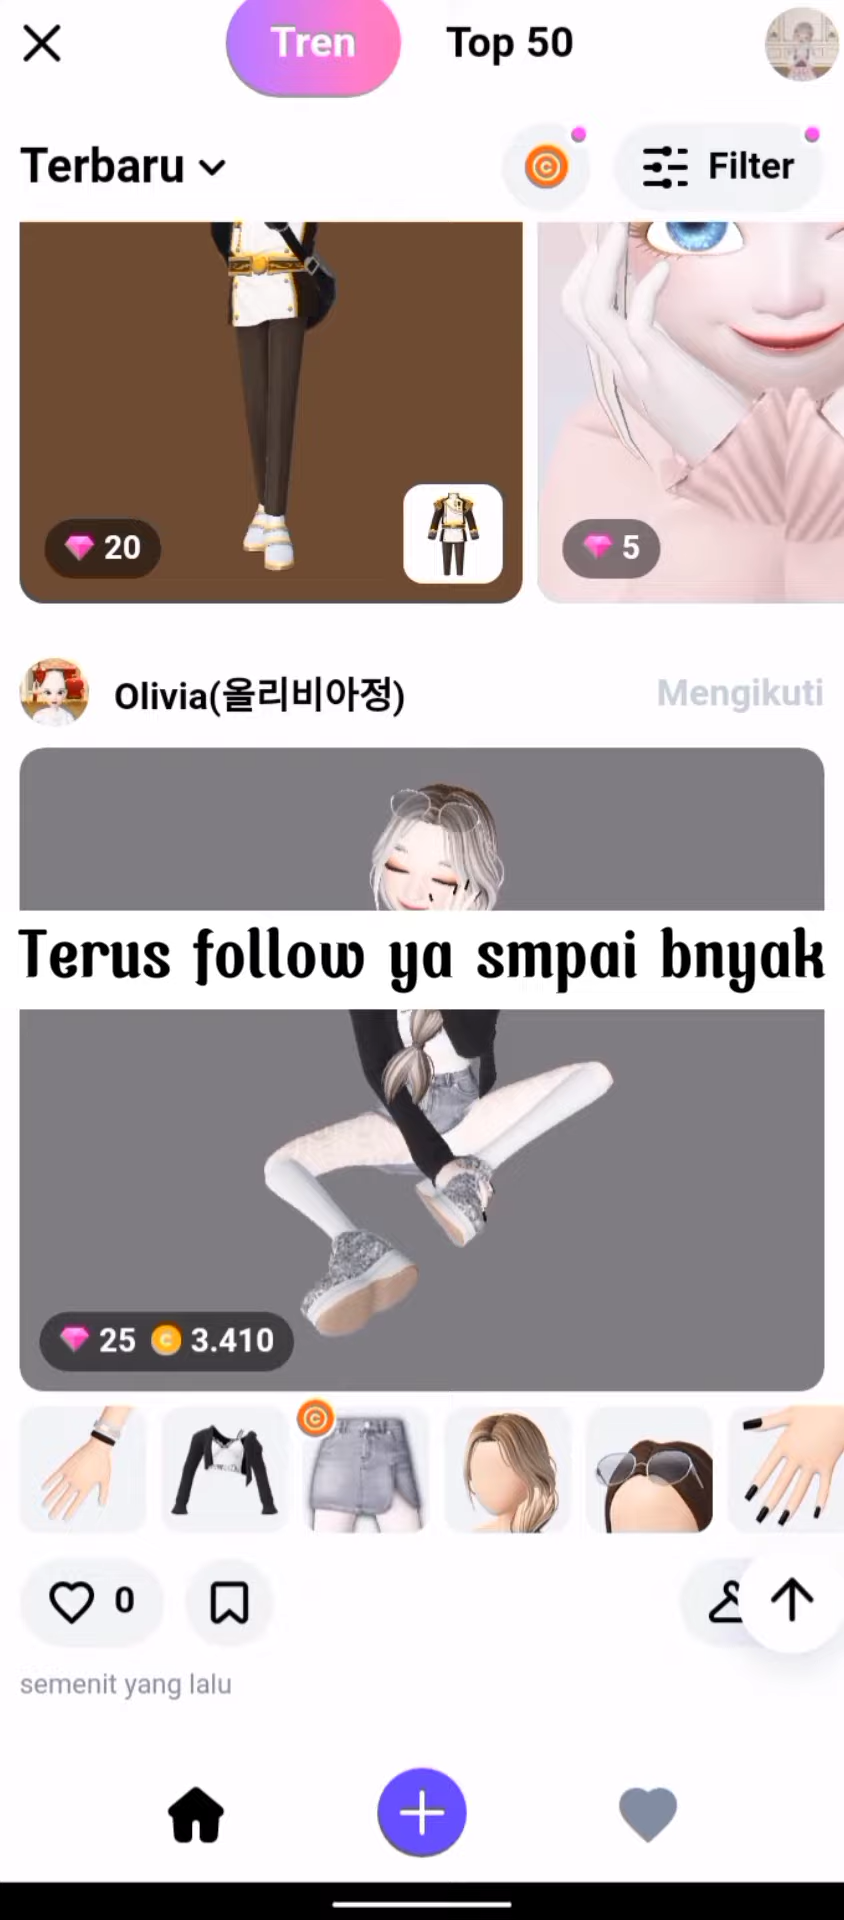 Tren
Top 50
Terbaru
Filter
20
5
Olivia(올리비아정)
Mengikuti
Terus follow ya smpai bnyak
25 3.410
0
semenit yang lalu